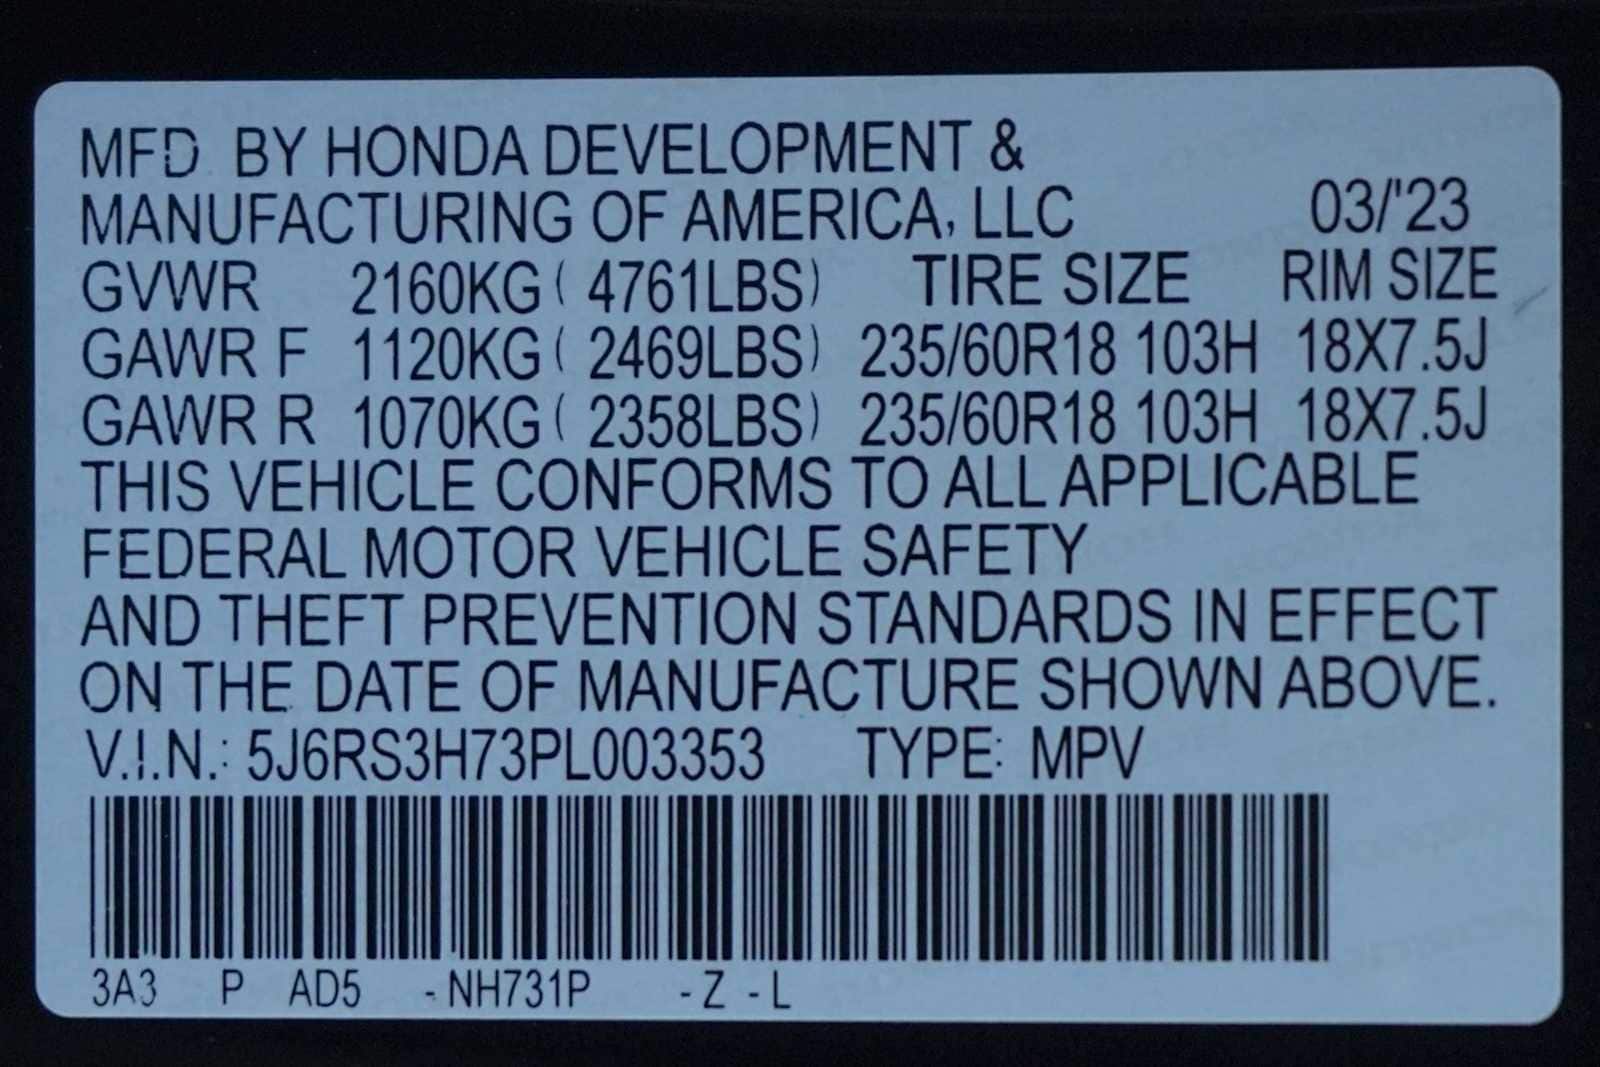 MFD. BY HONDA DEVELOPMENT &
MANUFACTURING OF AMERICA, LLC 03/'23
GVWR 2160KG ( 4761LBS) TIRE SIZE RIM SIZE
GAWR F 1120KG ( 2469LBS) 235/60R18 103H 18X7.5J
GAWR R 1070KG ( 2358LBS) 235/60R18 103H 18X7.5J
THIS VEHICLE CONFORMS TO ALL APPLICABLE
FEDERAL MOTOR VEHICLE SAFETY
AND THEFT PREVENTION STANDARDS IN EFFECT
ON THE DATE OF MANUFACTURE SHOWN ABOVE.
V.I.N.: 5J6RS3H73PL003353 TYPE: MPV
3A3 P AD5 -NH731P -Z -L